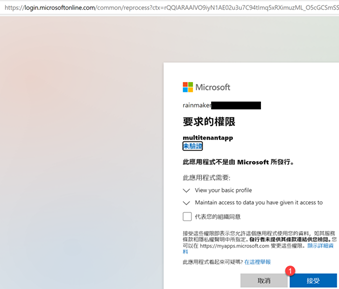 https://login.microsoftonline.com/common/reprocess?ctx=rQQIARAAlVO9iyN1AE02u3u7C94tImq5xRXimuzML_O5cGCSmSS
Microsoft
rainmaker
要求的權限
multitenantapp
未驗證
此應用程式不是由 Microsoft 所發行。
此應用程式需要:
View your basic profile
Maintain access to data you have given it access to
代表您的組織同意
接受這些權限即表示您允許這個應用程式使用您的資料，如其服務
條款和隱私權聲明中所指定。發行者未提供其條款連結供您檢閱。您
可以在 https://myapps.microsoft.com 變更這些權限。顯示詳細資
料
此應用程式看起來可疑嗎? 在這裡舉報
1
取消
接受